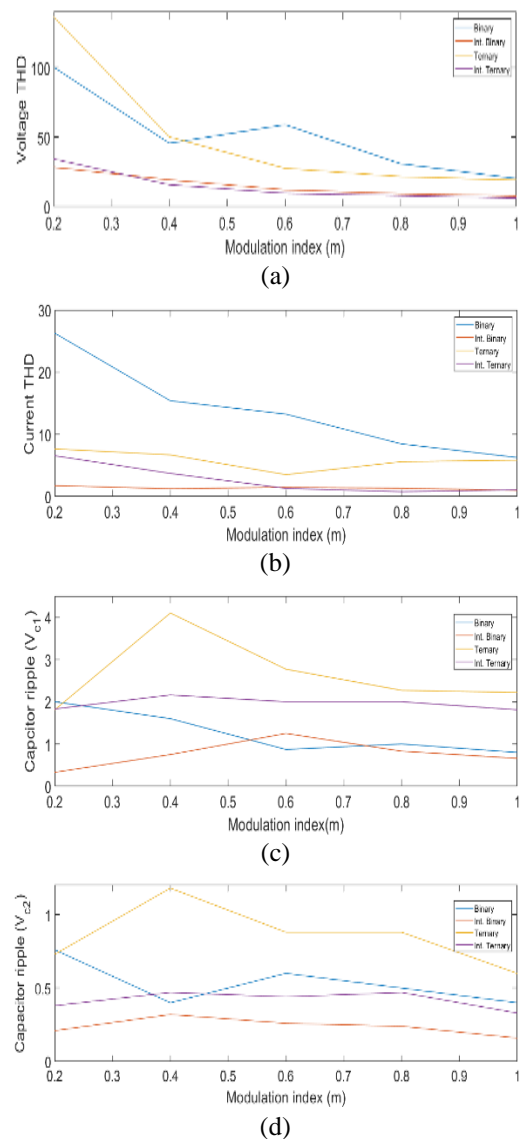 100
50
0
Voltage THD
Binary
Int. Binary
Ternary
Int. Ternary
0.2 0.3 0.4 0.5 0.6 0.7 0.8 0.9 1
Modulation index (m)
(a)
30
20
10
0
Current THD
Binary
Int. Binary
Ternary
Int. Ternary
0.2 0.3 0.4 0.5 0.6 0.7 0.8 0.9 1
Modulation index (m)
(b)
4
3
2
1
0
Capcitor ripple (Vc1)
Binary
Int. Binary
Ternary
Int. Ternary
0.2 0.3 0.4 0.5 0.6 0.7 0.8 0.9 1
Modulation index(m)
(c)
1
0.5
0
Capacitor ripple (Vc2)
Binary
Int. Binary
Ternary
Int. Ternary
0.2 0.3 0.4 0.5 0.6 0.7 0.8 0.9 1
Modulation index (m)
(d)